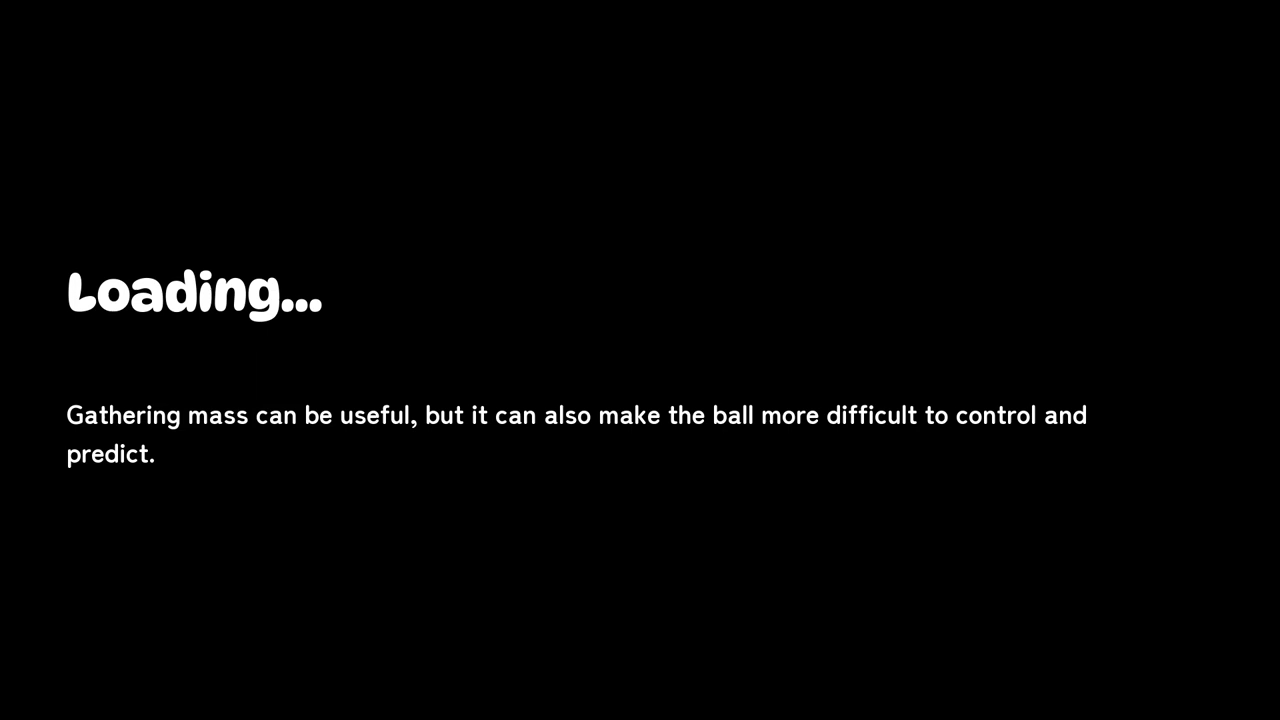 Loading...
Gathering mass can be useful, but it can also make the ball more difficult to control and
predict.